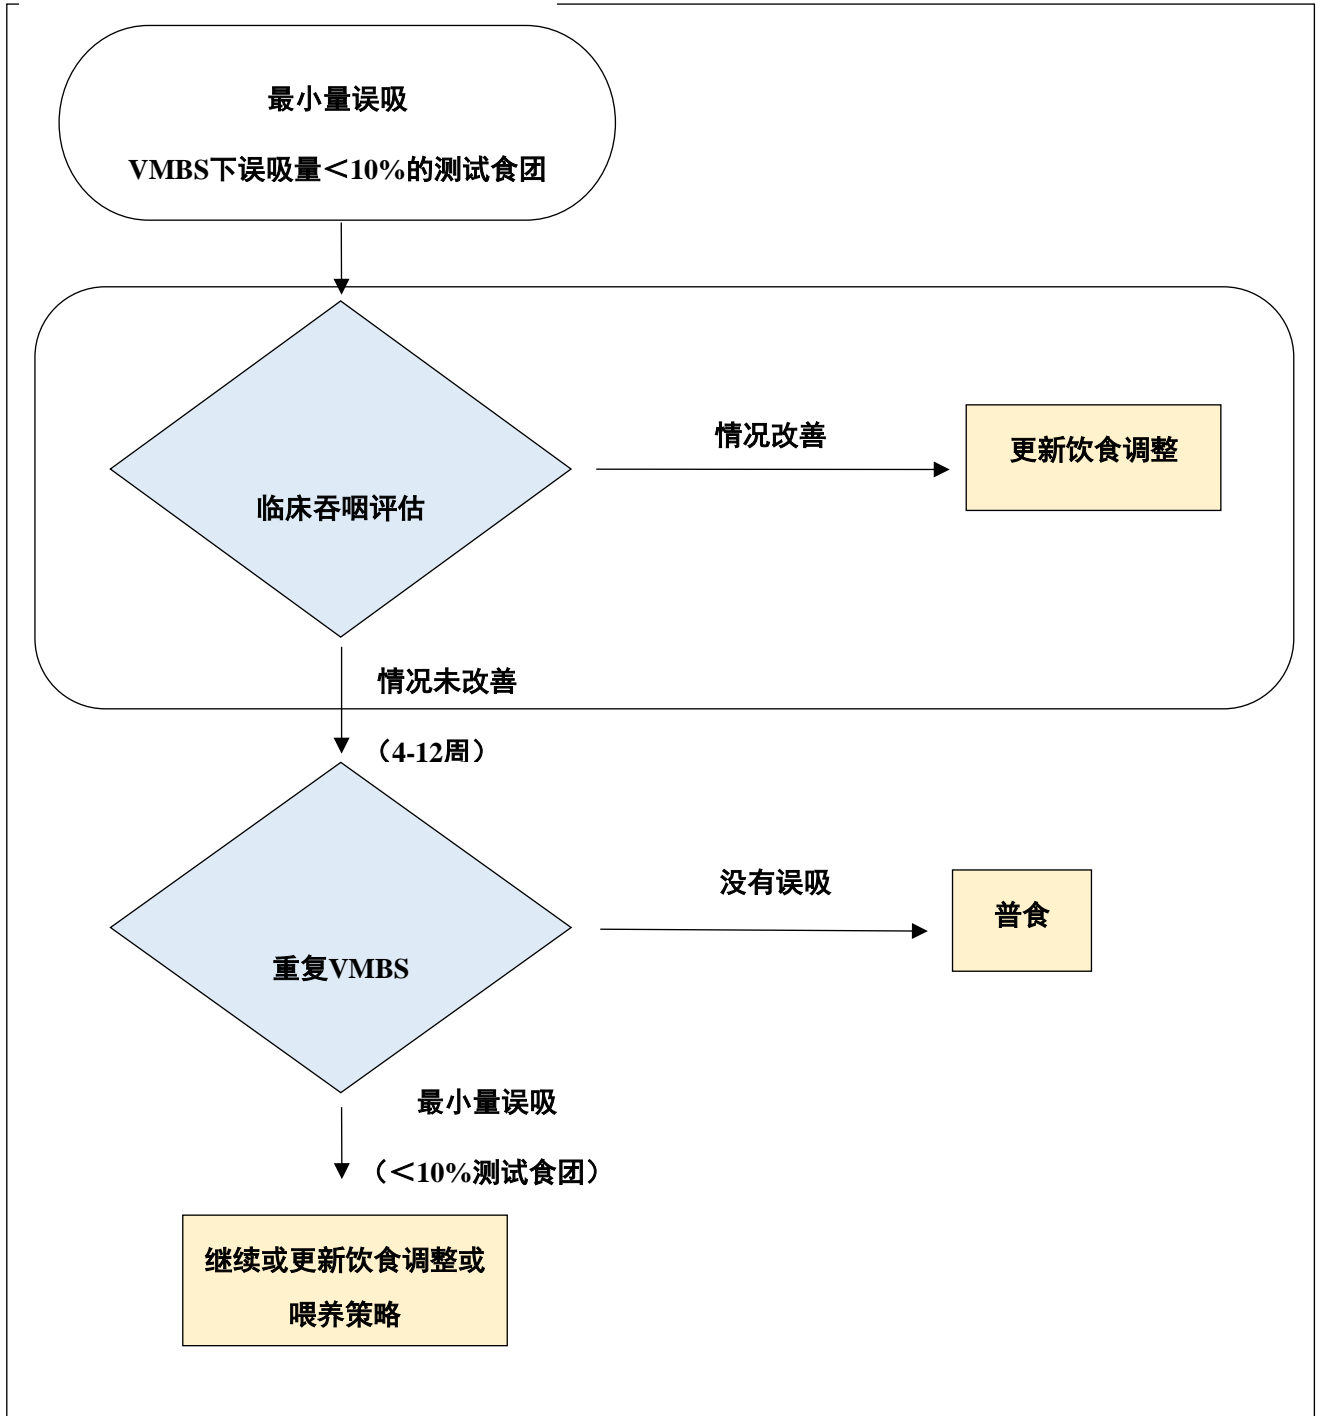 最小量误吸
VMBS下误吸量＜10%的测试食团
情况改善
更新饮食调整
临床吞咽评估
情况未改善
（4-12周）
没有误吸
普食
重复VMBS
最小量误吸
（＜10%测试食团）
继续或更新饮食调整或
喂养策略